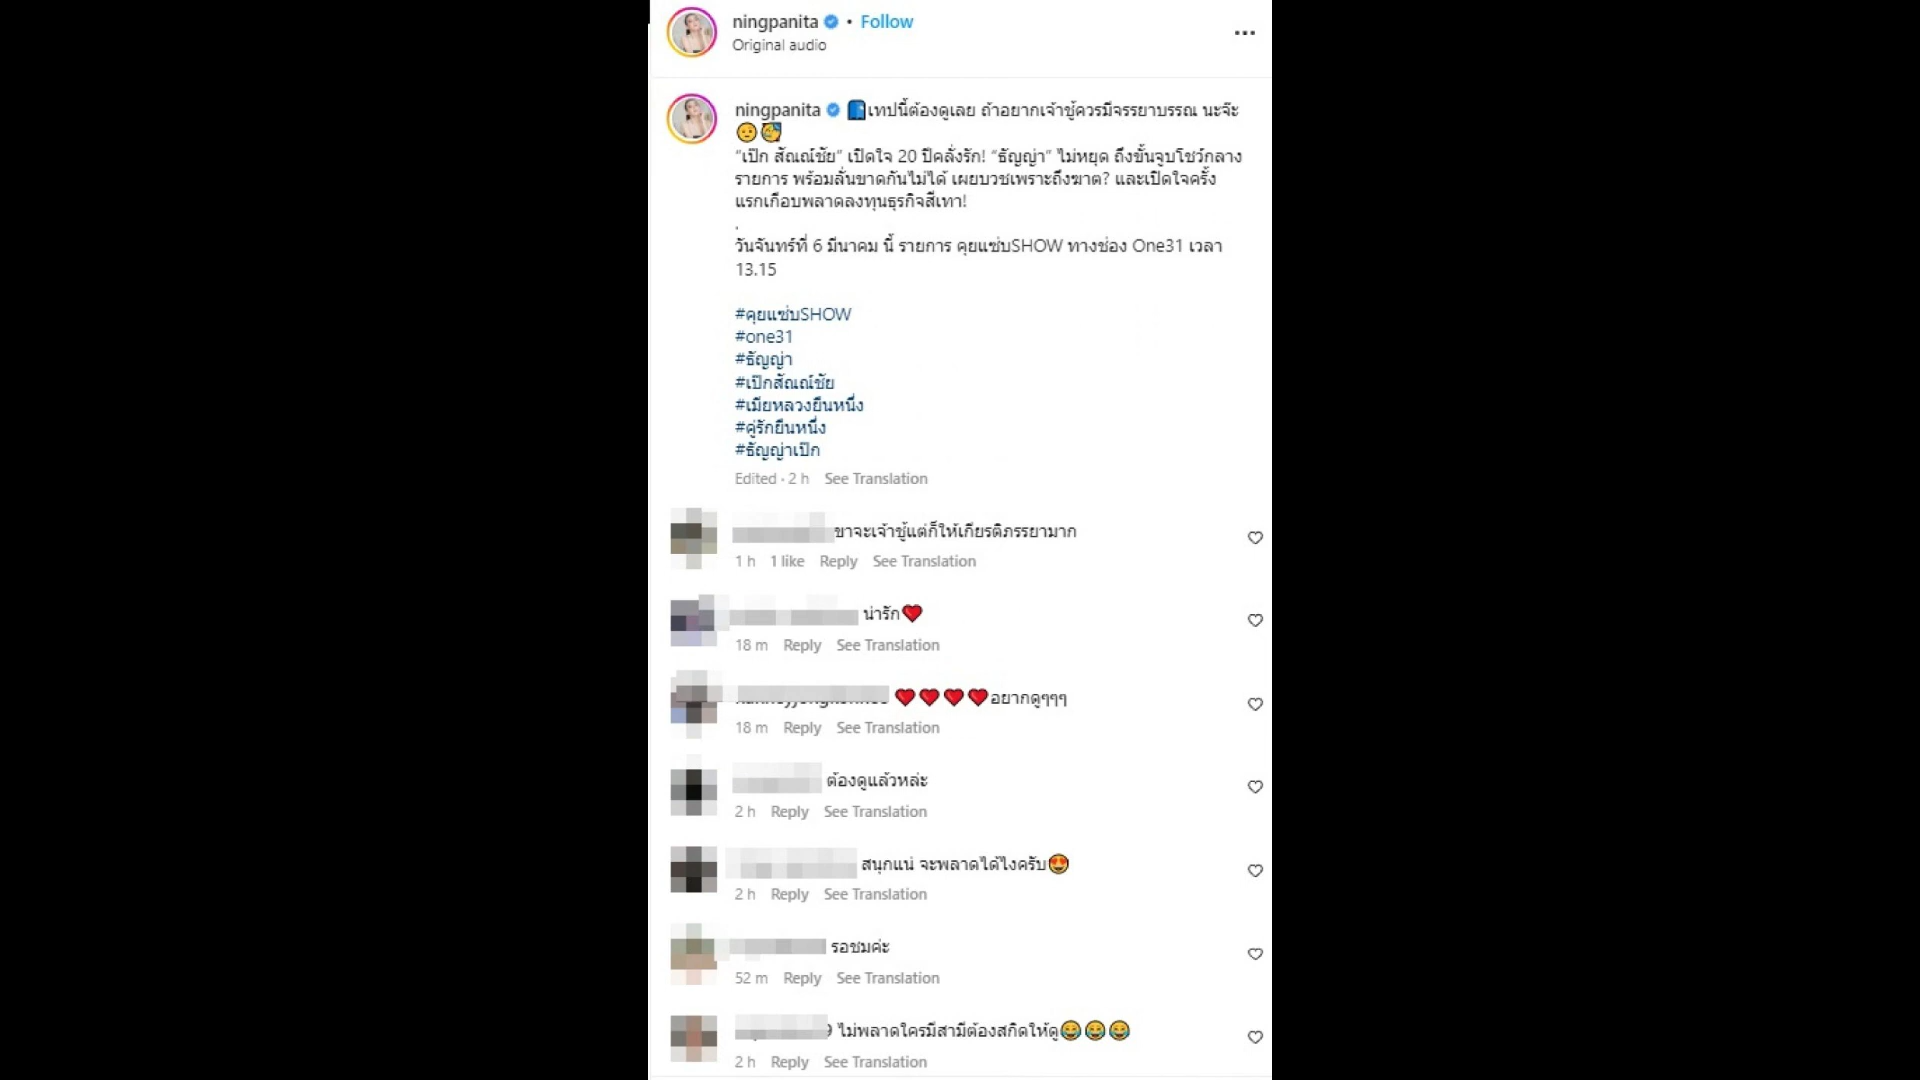 ningpanita • Follow
Original audio
ningpanita 📘เทปนี้ต้องดูเลย ถ้าอยากเจ้าชู้ควรมีจรรยาบรรณ นะจ๊ะ
“เป๊ก สัณณ์ชัย” เปิดใจ 20 ปีคลั่งรัก! “ธัญญ่า” ไม่หยุด ถึงขั้นจูบโชว์กลาง
รายการ พร้อมลั่นขาดกันไม่ได้ เผยบวชเพราะถึงฆาต? และเปิดใจครั้ง
แรกเกือบพลาดลงทุนธุรกิจสีเทา!
.
วันจันทร์ที่ 6 มีนาคม นี้ รายการ คุยแซ่บSHOW ทางช่อง One31 เวลา
13.15
#คุยแซ่บSHOW
#one31
#ธัญญ่า
#เป๊กสัณณ์ชัย
#เมียหลวงยืนหนึ่ง
#คู่รักยืนหนึ่ง
#ธัญญ่าเป๊ก
Edited · 2 h See Translation
ขาจะเจ้าชู้แต่ก็ให้เกียรติภรรยามาก
1 h 1 like Reply See Translation
น่ารัก❤️
18 m Reply See Translation
❤️❤️❤️❤️อยากดูๆๆๆ
18 m Reply See Translation
ต้องดูแล้วหล่ะ
2 h Reply See Translation
สนุกแน่ จะพลาดได้ไงครับ😍
2 h Reply See Translation
รอชมค่ะ
52 m Reply See Translation
9 ไม่พลาดใครมีสามีต้องสกิดให้ดู😂😂😂
2 h Reply See Translation